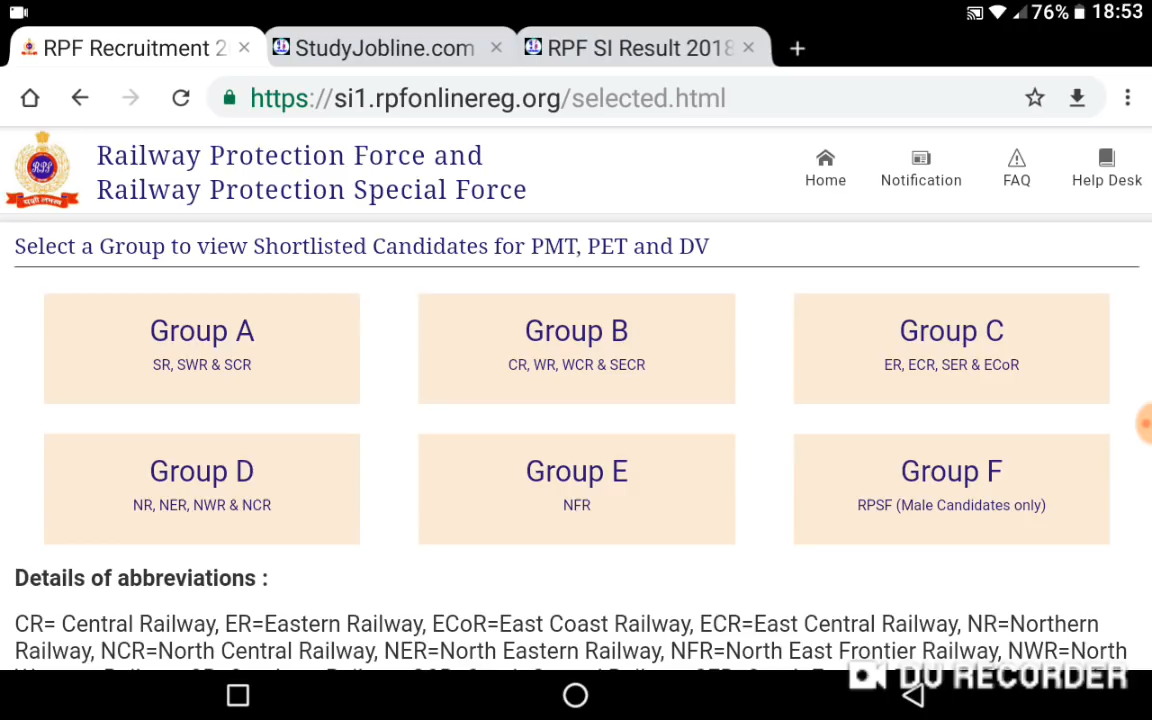 76% 18:53
RPF Recruitment 2
StudyJobline.com
RPF SI Result 2018
https://si1.rpfonlinereg.org/selected.html
Railway Protection Force and
Railway Protection Special Force
Home
Notification
FAQ
Help Desk
Select a Group to view Shortlisted Candidates for PMT, PET and DV
Group A
SR, SWR & SCR
Group B
CR, WR, WCR & SECR
Group C
ER, ECR, SER & ECoR
Group D
NR, NER, NWR & NCR
Group E
NFR
Group F
RPSF (Male Candidates only)
Details of abbreviations :
CR= Central Railway, ER=Eastern Railway, ECoR=East Coast Railway, ECR=East Central Railway, NR=Northern
Railway, NCR=North Central Railway, NER=North Eastern Railway, NFR=North East Frontier Railway, NWR=North
DU RECORDER